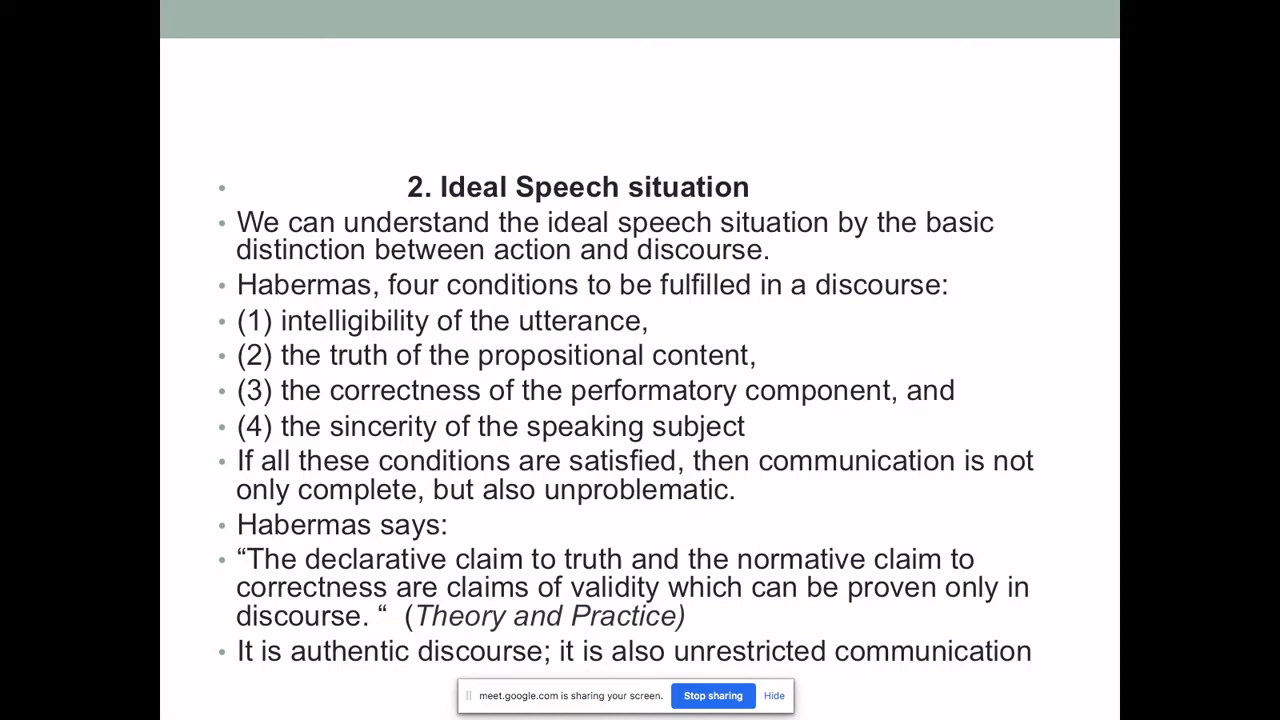 • 2. Ideal Speech situation
• We can understand the ideal speech situation by the basic
distinction between action and discourse.
• Habermas, four conditions to be fulfilled in a discourse:
• (1) intelligibility of the utterance,
• (2) the truth of the propositional content,
• (3) the correctness of the performatory component, and
• (4) the sincerity of the speaking subject
• If all these conditions are satisfied, then communication is not
only complete, but also unproblematic.
• Habermas says:
• “The declarative claim to truth and the normative claim to
correctness are claims of validity which can be proven only in
discourse. “ (Theory and Practice)
• It is authentic discourse; it is also unrestricted communication
meet.google.com is sharing your screen. Stop sharing Hide